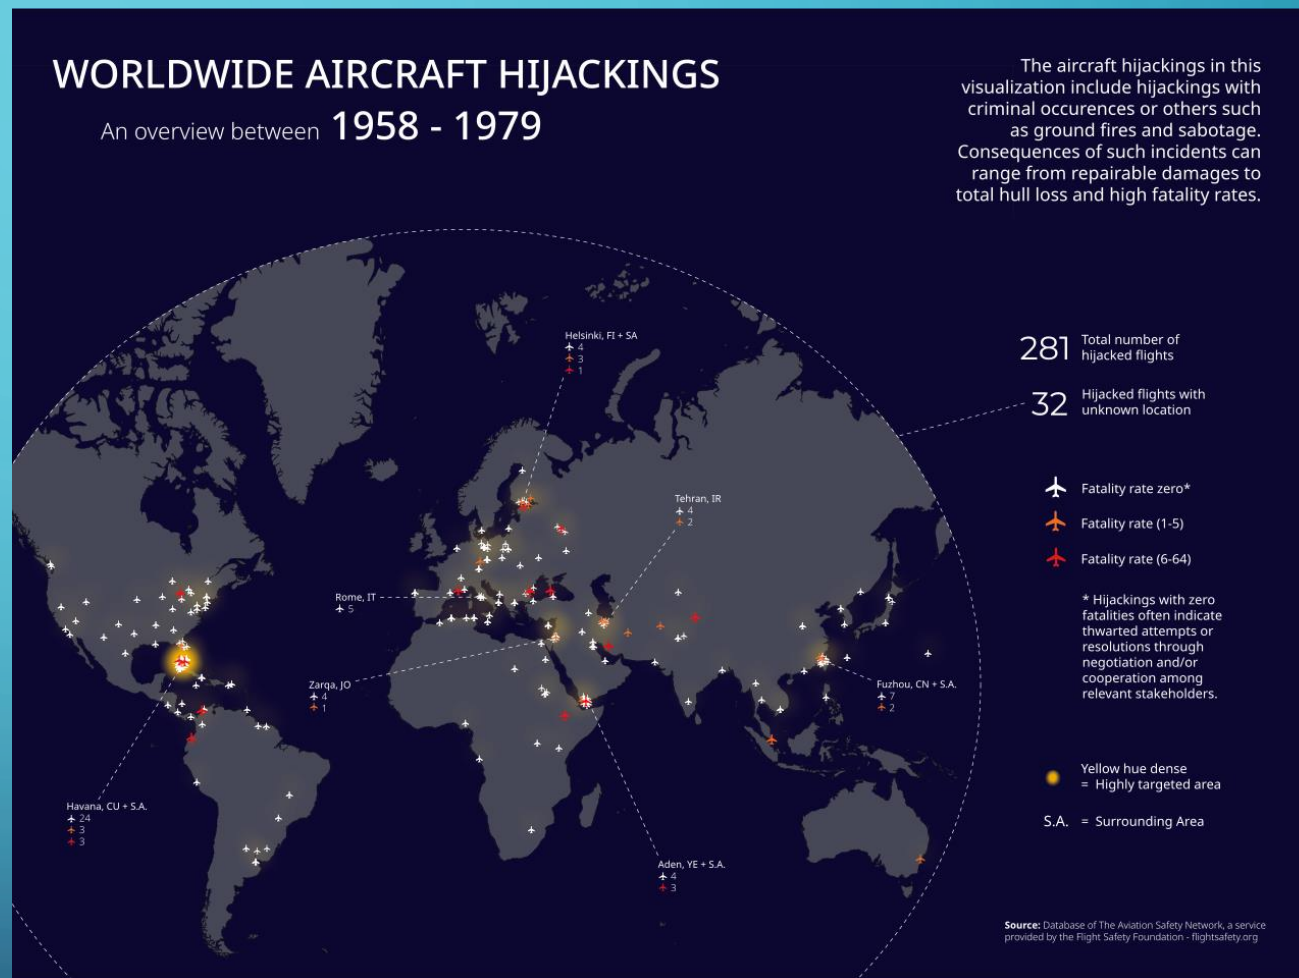 WORLDWIDE AIRCRAFT HIJACKINGS
An overview between 1958 - 1979
The aircraft hijackings in this
visualization include hijackings with
criminal occurences or others such
as ground fires and sabotage.
Consequences of such incidents can
range from repairable damages to
total hull loss and high fatality rates.
Helsinki, FI + SA
4
3
1
281 Total number of
hijacked flights
32 Hijacked flights with
unknown location
Fatality rate zero*
Fatality rate (1-5)
Fatality rate (6-64)
Tehran, IR
4
2
Rome, IT
5
* Hijackings with zero
fatalities often indicate
thwarted attempts or
resolutions through
negotiation and/or
cooperation among
relevant stakeholders.
Zarqa, JO
4
1
Fuzhou, CN + S.A.
7
2
Yellow hue dense
= Highly targeted area
S.A. = Surrounding Area
Havana, CU + S.A.
24
3
3
Aden, YE + S.A.
4
3
Source: Database of The Aviation Safety Network, a service
provided by the Flight Safety Foundation - flightsafety.org